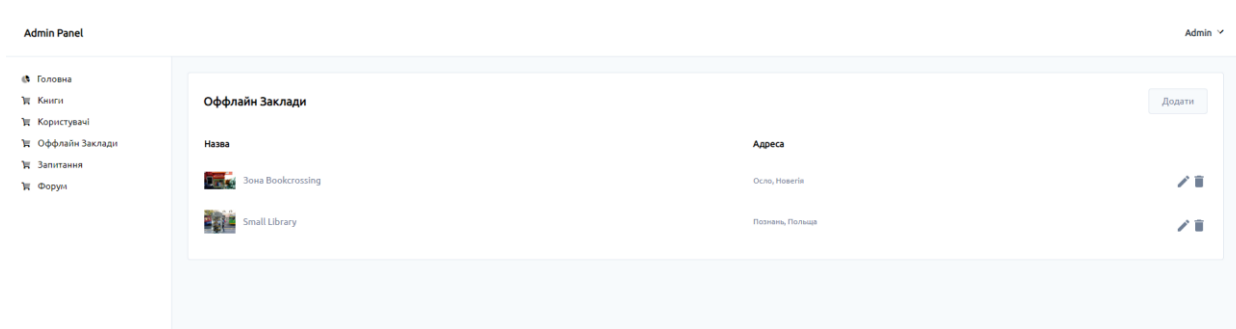 Admin Panel
Admin
Головна
Книги
Користувачі
Оффлайн Заклади
Запитання
Форум
Оффлайн Заклади
Додати
Назва
Адреса
Зона Bookcrossing
Осло, Новегія
Small Library
Познань, Польща